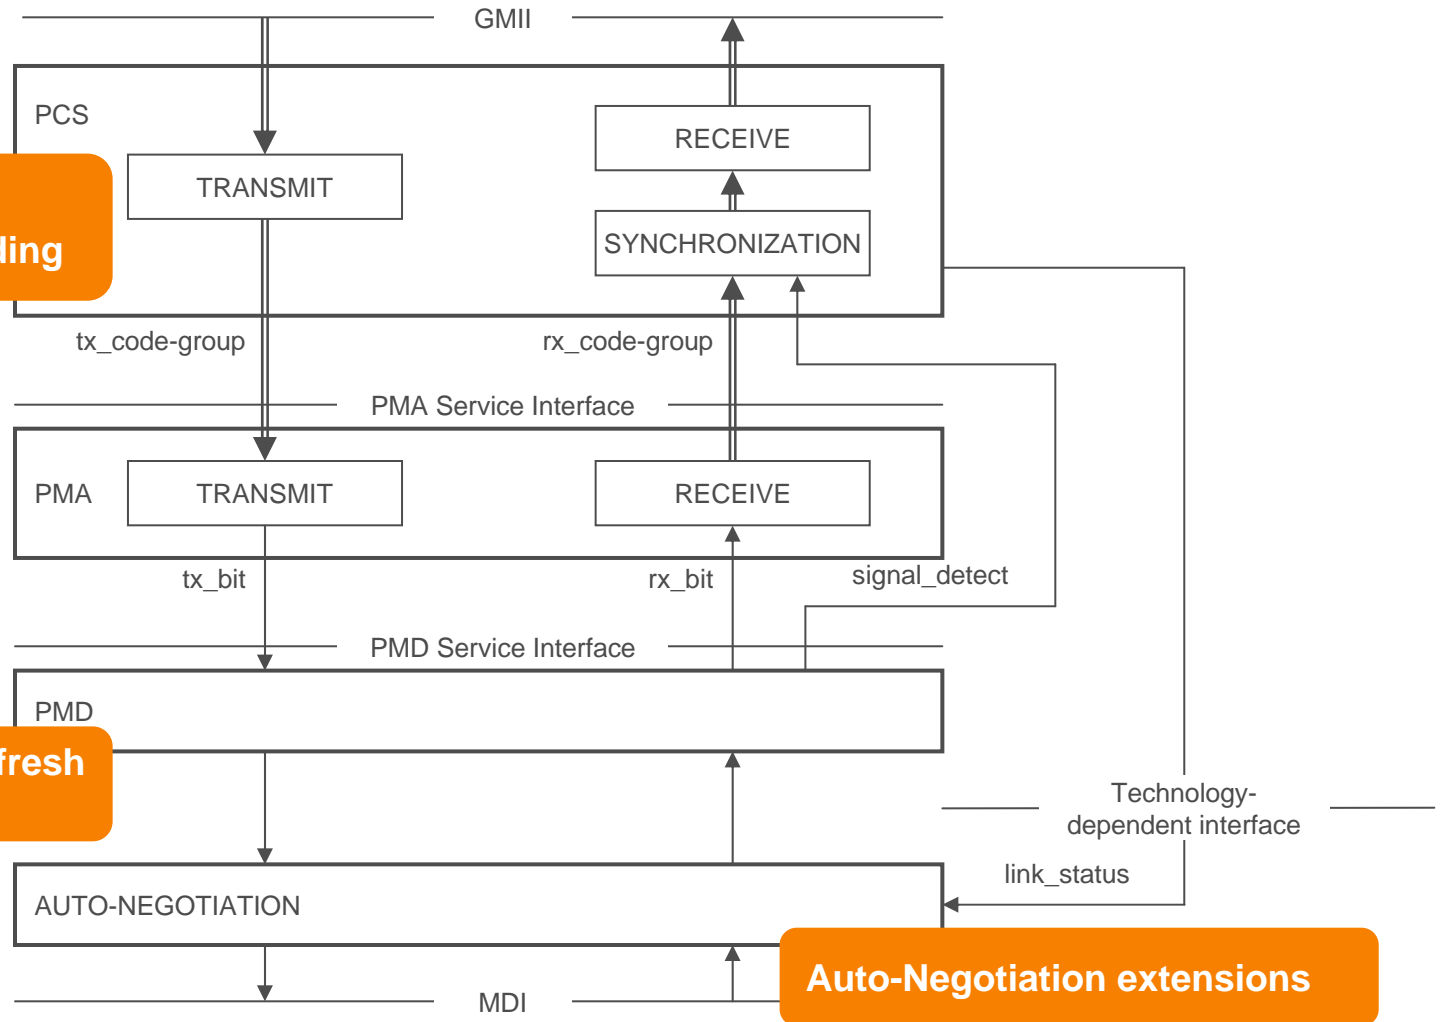 GMII
PCS
RECEIVE
TRANSMIT
ding
SYNCHRONIZATION
tx_code-group
rx_code-group
PMA Service Interface
PMA
TRANSMIT
RECEIVE
tx_bit
rx_bit
signal_detect
PMD Service Interface
PMD
fresh
Technology-
dependent interface
link_status
AUTO-NEGOTIATION
Auto-Negotiation extensions
MDI